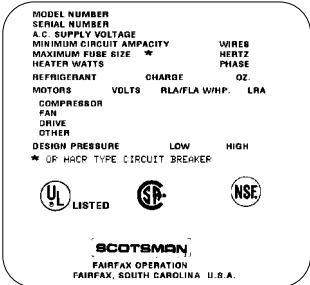 MODEL NUMBER
SERIAL NUMBER
A.C. SUPPLY VOLTAGE
MINIMUM CIRCUIT AMPACITY WIRES
MAXIMUM FUSE SIZE * HERTZ
HEATER WATTS PHASE
REFRIGERANT CHARGE OZ.
MOTORS VOLTS RLA/FLA W/HP. LRA
COMPRESSOR
FAN
DRIVE
OTHER
DESIGN PRESSURE LOW HIGH
* OR HACR TYPE CIRCUIT BREAKER
UL LISTED SA NSF
SCOTSMAN
FAIRFAX OPERATION
FAIRFAX, SOUTH CAROLINA U.S.A.